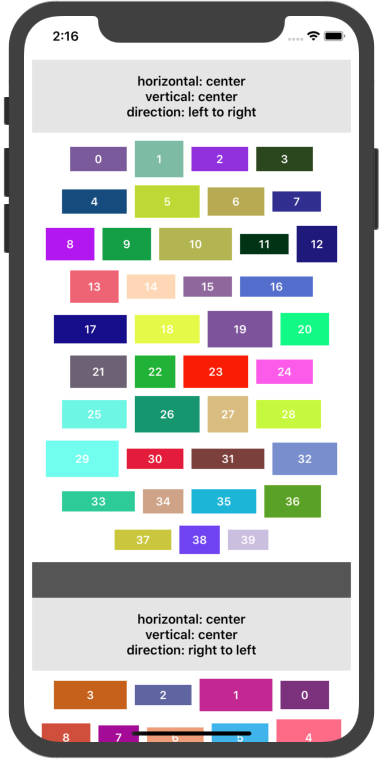 2:16
horizontal: center
vertical: center
direction: left to right
0 1 2 3
4 5 6 7
8 9 10 11 12
13 14 15 16
17 18 19 20
21 22 23 24
25 26 27 28
29 30 31 32
33 34 35 36
37 38 39
horizontal: center
vertical: center
direction: right to left
3 2 1 0
8 7 6 5 4